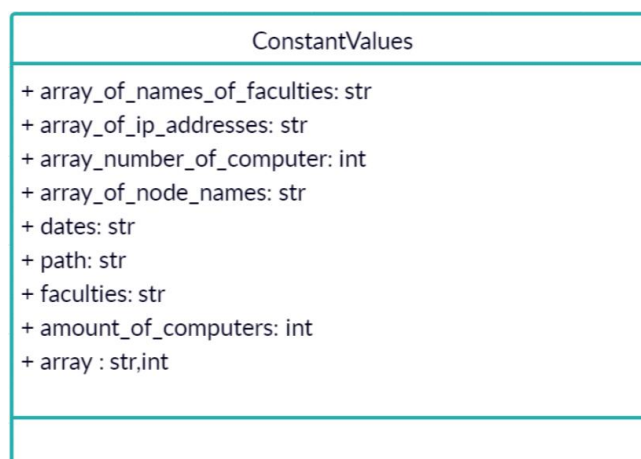 ConstantValues
+ array_of_names_of_faculties: str
+ array_of_ip_addresses: str
+ array_number_of_computer: int
+ array_of_node_names: str
+ dates: str
+ path: str
+ faculties: str
+ amount_of_computers: int
+ array : str,int